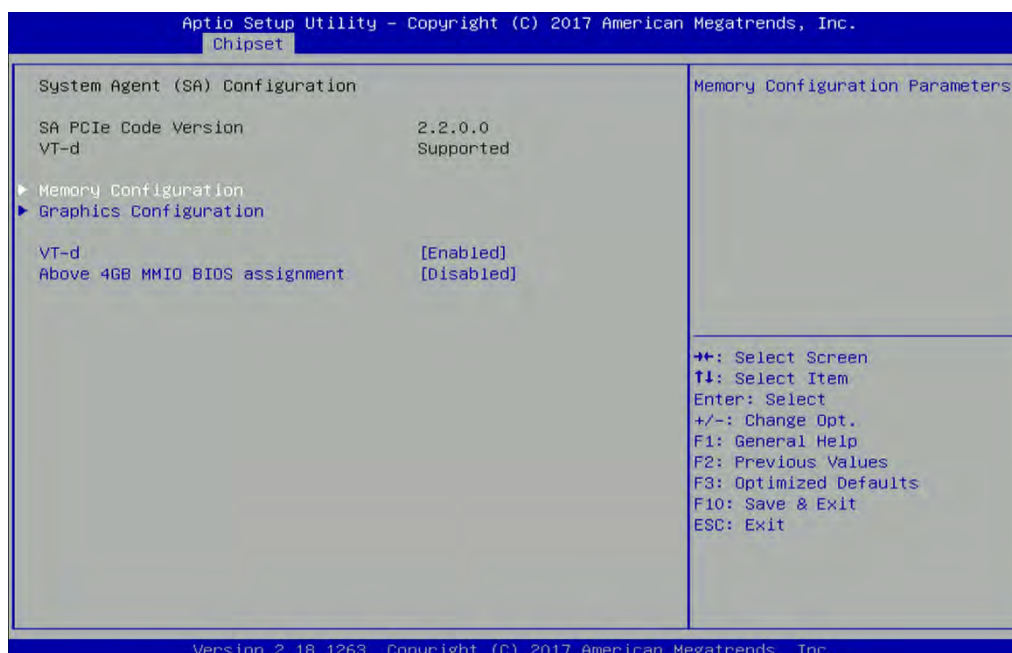 Aptio Setup Utility – Copyright (C) 2017 American Megatrends, Inc.
Chipset
System Agent (SA) Configuration
SA PCIe Code Version 2.2.0.0
VT-d Supported
Memory Configuration
Graphics Configuration
VT-d [Enabled]
Above 4GB MMIO BIOS assignment [Disabled]
Memory Configuration Parameters
→←: Select Screen
↑↓: Select Item
Enter: Select
+/-: Change Opt.
F1: General Help
F2: Previous Values
F3: Optimized Defaults
F10: Save & Exit
ESC: Exit
Version 2.18.1263. Copyright (C) 2017 American Megatrends, Inc.